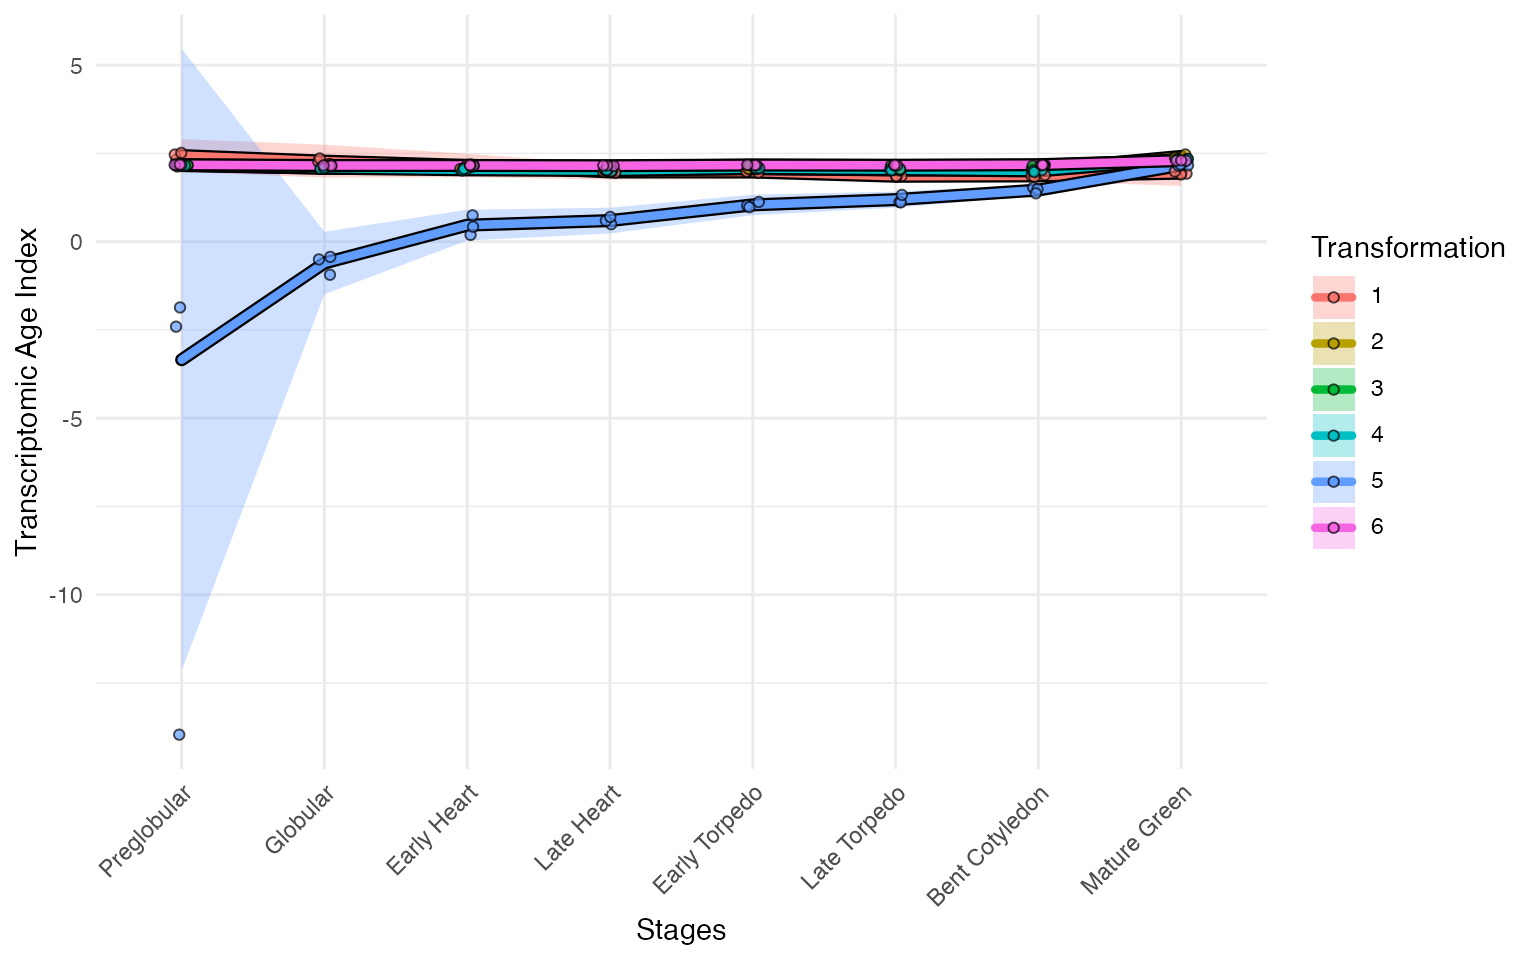 5
0
-5
-10
Transcriptomic Age Index
Preglobular
Globular
Early Heart
Late Heart
Early Torpedo
Late Torpedo
Bent Cotyledon
Mature Green
Stages
Transformation
1
2
3
4
5
6